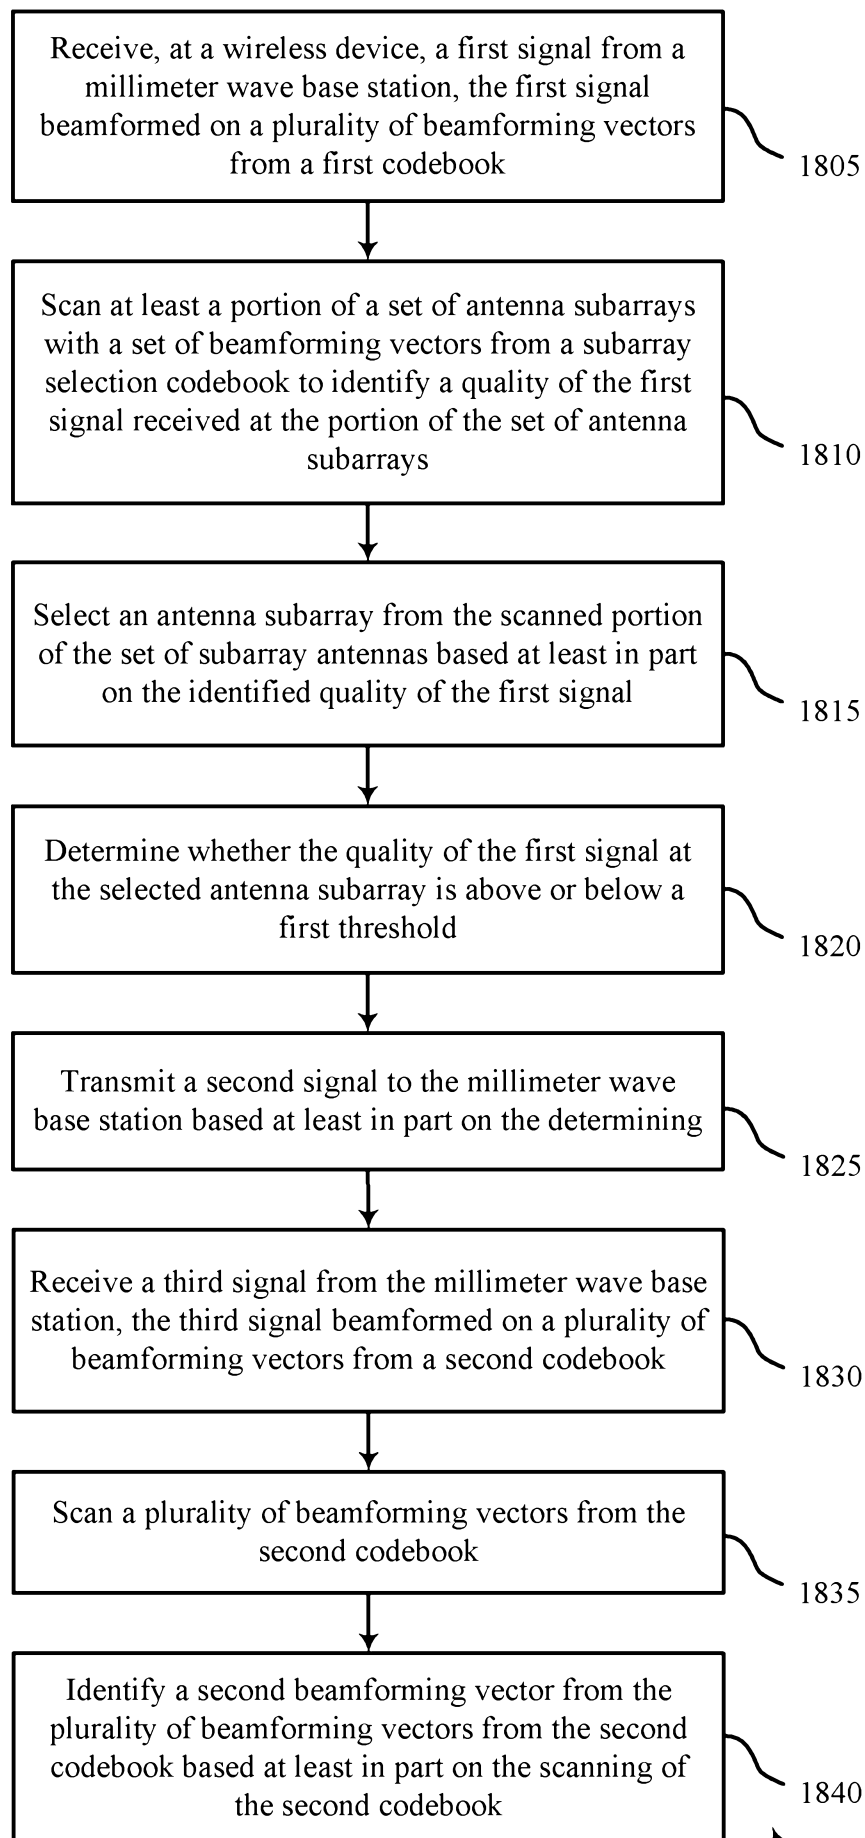 Receive, at a wireless device, a first signal from a
millimeter wave base station, the first signal
beamformed on a plurality of beamforming vectors
from a first codebook
1805
Scan at least a portion of a set of antenna subarrays
with a set of beamforming vectors from a subarray
selection codebook to identify a quality of the first
signal received at the portion of the set of antenna
subarrays
1810
Select an antenna subarray from the scanned portion
of the set of subarray antennas based at least in part
on the identified quality of the first signal
1815
Determine whether the quality of the first signal at
the selected antenna subarray is above or below a
first threshold
1820
Transmit a second signal to the millimeter wave
base station based at least in part on the determining
1825
Receive a third signal from the millimeter wave base
station, the third signal beamformed on a plurality of
beamforming vectors from a second codebook
1830
Scan a plurality of beamforming vectors from the
second codebook
1835
Identify a second beamforming vector from the
plurality of beamforming vectors from the second
codebook based at least in part on the scanning of
the second codebook
1840